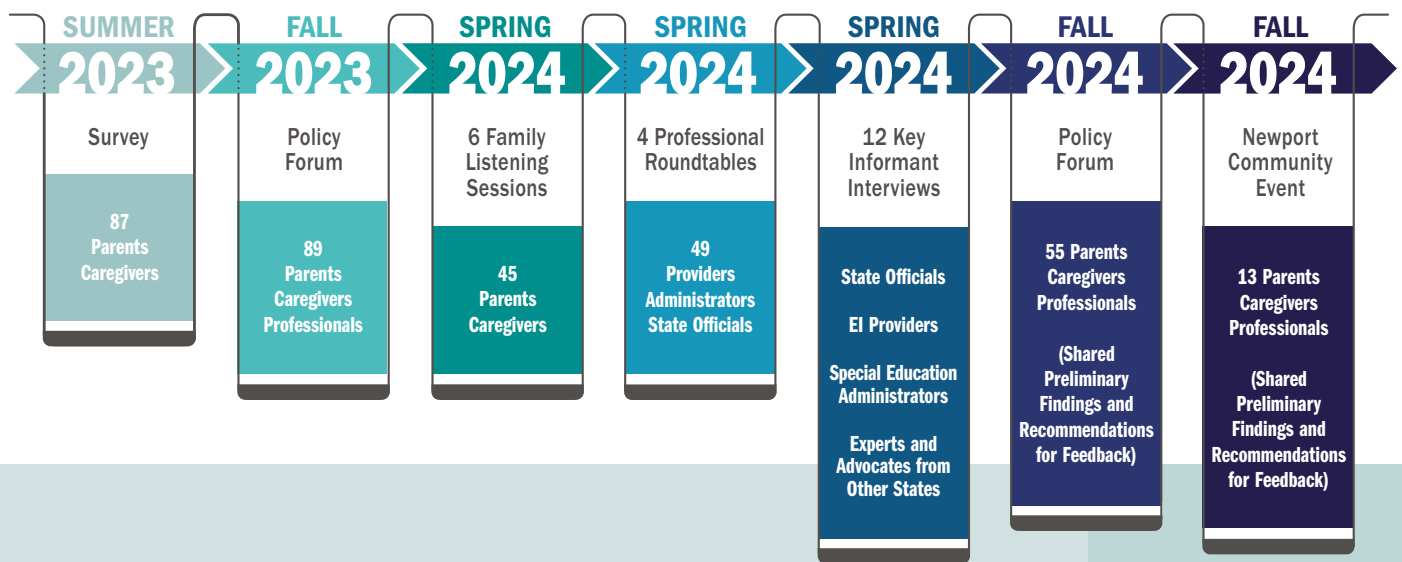 SUMMER
2023
Survey
87
Parents
Caregivers
FALL
2023
Policy
Forum
89
Parents
Caregivers
Professionals
SPRING
2024
6 Family
Listening
Sessions
45
Parents
Caregivers
SPRING
2024
4 Professional
Roundtables
49
Providers
Administrators
State Officials
SPRING
2024
12 Key
Informant
Interviews
State Officials
EI Providers
Special Education
Administrators
Experts and
Advocates from
Other States
FALL
2024
Policy
Forum
55 Parents
Caregivers
Professionals
(Shared
Preliminary
Findings and
Recommendations
for Feedback)
FALL
2024
Newport
Community
Event
13 Parents
Caregivers
Professionals
(Shared
Preliminary
Findings and
Recommendations
for Feedback)